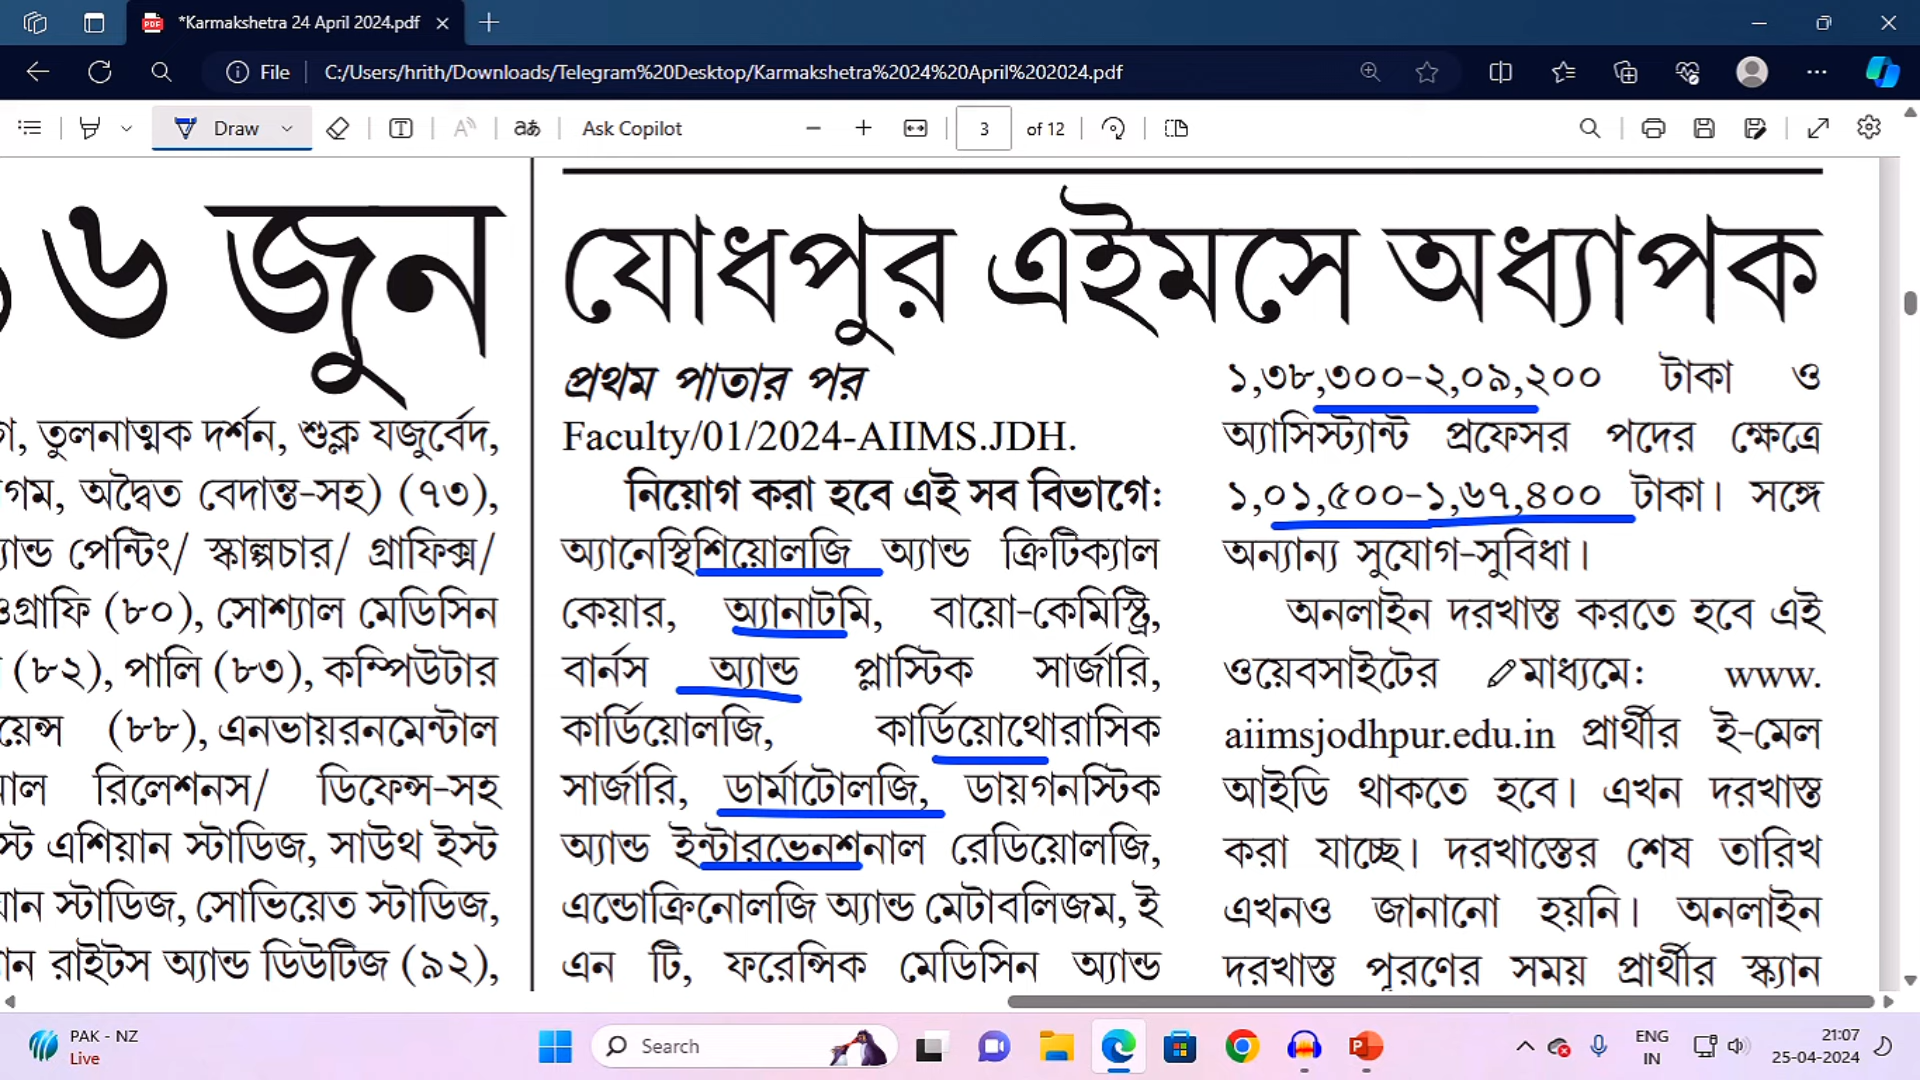 *Karmakshetra 24 April 2024.pdf
File
C:/Users/hrith/Downloads/Telegram%20Desktop/Karmakshetra%2024%20April%202024.pdf
Draw
Ask Copilot
3
of 12
৬ জুন
তুলনাত্মক দর্শন, শুক্ল যজুর্বেদ,
অদ্বৈত বেদান্ত-সহ) (৭৩),
পেন্টিং/ স্কাল্পচার/ গ্রাফিক্স/
(৮০), সোশ্যাল মেডিসিন
(৮২), পালি (৮৩), কম্পিউটার
(৮৮), এনভায়রনমেন্টাল
রিলেশনস/ ডিফেন্স-সহ
এশিয়ান স্টাডিজ, সাউথ ইস্ট
স্টাডিজ, সোভিয়েত স্টাডিজ,
রাইটস অ্যান্ড ডিউটিজ (৯২),
যোধপুর এইমসে অধ্যাপক
প্রথম পাতার পর
Faculty/01/2024-AIIMS.JDH.
নিয়োগ করা হবে এই সব বিভাগে:
অ্যানেস্থিশিয়োলজি অ্যান্ড ক্রিটিক্যাল
কেয়ার, অ্যানাটমি, বায়ো-কেমিস্ট্রি,
বার্নস অ্যান্ড প্লাস্টিক সার্জারি,
কার্ডিয়োলজি, কার্ডিয়োথোরাসিক
সার্জারি, ডার্মাটোলজি, ডায়গনস্টিক
অ্যান্ড ইন্টারভেনশনাল রেডিয়োলজি,
এন্ডোক্রিনোলজি অ্যান্ড মেটাবলিজম, ই
এন টি, ফরেন্সিক মেডিসিন অ্যান্ড
১,৩৮,৩০০-২,০৯,২০০ টাকা ও
অ্যাসিস্ট্যান্ট প্রফেসর পদের ক্ষেত্রে
১,০১,৫০০-১,৬৭,৪০০ টাকা। সঙ্গে
অন্যান্য সুযোগ-সুবিধা।
অনলাইন দরখাস্ত করতে হবে এই
ওয়েবসাইটের মাধ্যমে: www.
aiimsjodhpur.edu.in প্রার্থীর ই-মেল
আইডি থাকতে হবে। এখন দরখাস্ত
করা যাচ্ছে। দরখাস্তের শেষ তারিখ
এখনও জানানো হয়নি। অনলাইন
দরখাস্ত পূরণের সময় প্রার্থীর স্ক্যান
PAK - NZ
Live
Search
ENG
IN
21:07
25-04-2024